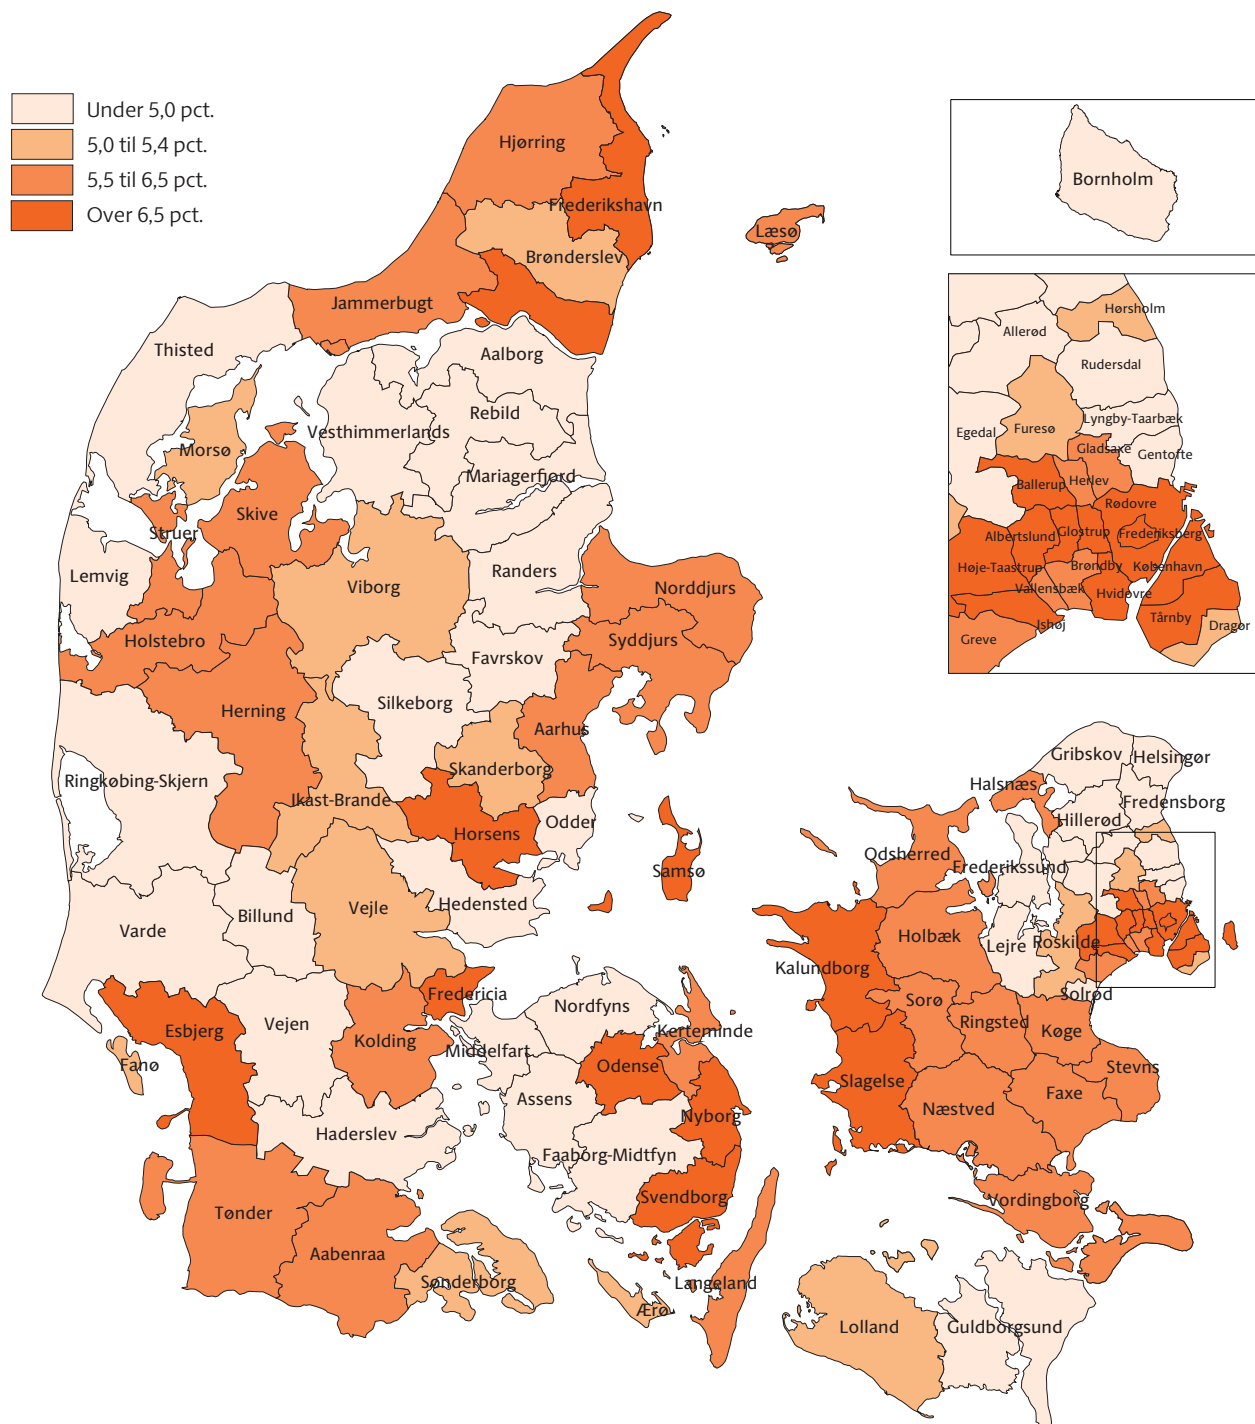 Under 5,0 pct.
5,0 til 5,4 pct.
5,5 til 6,5 pct.
Over 6,5 pct.
Hjørring
Frederikshavn
Læsø
Brønderslev
Jammerbugt
Thisted
Aalborg
Rebild
Vesthimmerlands
Morsø
Mariagerfjord
Skive
Struer
Lemvig
Viborg
Randers
Norddjurs
Holstebro
Syddjurs
Favrskov
Silkeborg
Herning
Aarhus
Skanderborg
Ringkøbing-Skjern
Ikast-Brande
Horsens
Odder
Samsø
Hedensted
Vejle
Billund
Varde
Fredericia
Esbjerg
Vejen
Kolding
Fanø
Nordfyns
Middelfart
Kerteminde
Odense
Assens
Nyborg
Haderslev
Faaborg-Midtfyn
Svendborg
Tønder
Aabenraa
Sønderborg
Langeland
Ærø
Bornholm
Hørsholm
Allerød
Rudersdal
Lyngby-Taarbæk
Egedal
Furesø
Gladsaxe
Gentofte
Ballerup
Herlev
Rødovre
Albertslund
Glostrup
Frederiksberg
Høje-Taastrup
Brøndby
København
Vallensbæk
Hvidovre
Ishøj
Tårnby
Dragør
Greve
Gribskov
Helsingør
Halsnæs
Fredensborg
Hillerød
Odsherred
Frederikssund
Holbæk
Lejre
Roskilde
Kalundborg
Solrød
Sorø
Ringsted
Køge
Stevns
Slagelse
Næstved
Faxe
Vordingborg
Lolland
Guldborgsund